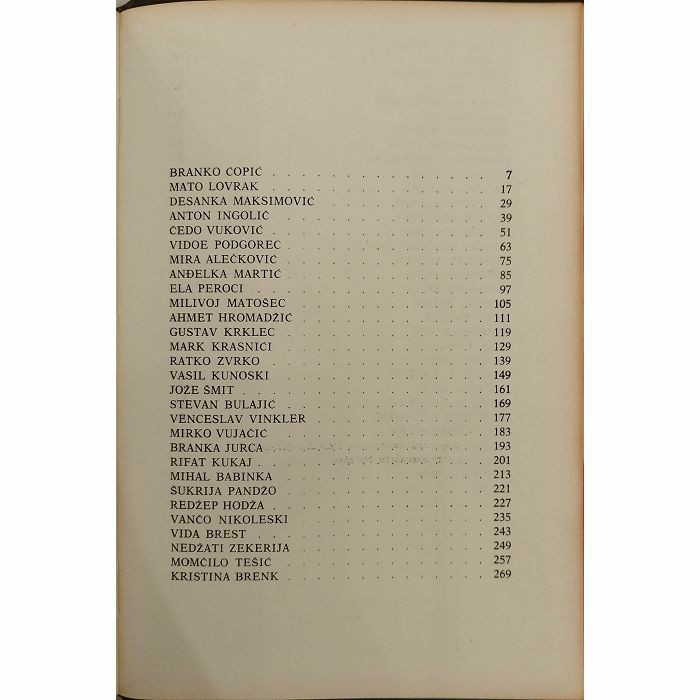 BRANKO ĆOPIĆ . . . . . . . . . . . . . . . 7
MATO LOVRAK . . . . . . . . . . . . . . . 17
DESANKA MAKSIMOVIĆ . . . . . . . . . . . . 29
ANTON INGOLIĆ . . . . . . . . . . . . . . 39
ČEDO VUKOVIĆ . . . . . . . . . . . . . . . 51
VIDOE PODGOREC . . . . . . . . . . . . . . 63
MIRA ALEČKOVIĆ . . . . . . . . . . . . . . 75
ANĐELKA MARTIĆ . . . . . . . . . . . . . . 85
ELA PEROCI . . . . . . . . . . . . . . . . 97
MILIVOJ MATOŠEC . . . . . . . . . . . . . . 105
AHMET HROMADŽIĆ . . . . . . . . . . . . . 111
GUSTAV KRKLEC . . . . . . . . . . . . . . 119
MARK KRASNIĆI . . . . . . . . . . . . . . 129
RATKO ZVRKO . . . . . . . . . . . . . . . 139
VASIL KUNOSKI . . . . . . . . . . . . . . 149
JOŽE ŠMIT . . . . . . . . . . . . . . . . 161
STEVAN BULAJIĆ . . . . . . . . . . . . . . 169
VENCESLAV VINKLER . . . . . . . . . . . . 177
MIRKO VUJAČIĆ . . . . . . . . . . . . . . 183
BRANKA JURCA . . . . . . . . . . . . . . . 193
RIFAT KUKAJ . . . . . . . . . . . . . . . 201
MIHAL BABINKA . . . . . . . . . . . . . . 213
ŠUKRIJA PANDŽO . . . . . . . . . . . . . . 221
REDŽEP HODŽA . . . . . . . . . . . . . . . 227
VANČO NIKOLESKI . . . . . . . . . . . . . 235
VIDA BREST . . . . . . . . . . . . . . . . 243
NEDŽATI ZEKERIJA . . . . . . . . . . . . . 249
MOMČILO TEŠIĆ . . . . . . . . . . . . . . 257
KRISTINA BRENK . . . . . . . . . . . . . . 269